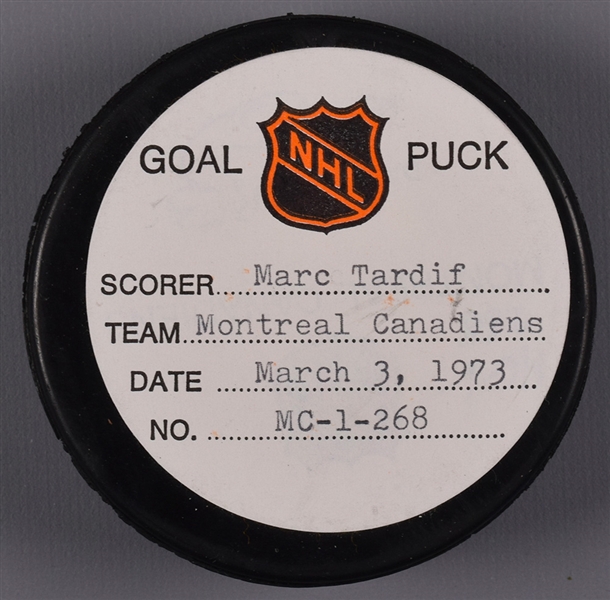 GOAL NHL PUCK
SCORER Marc Tardif
TEAM Montreal Canadiens
DATE March 3, 1973
NO. MC-1-268